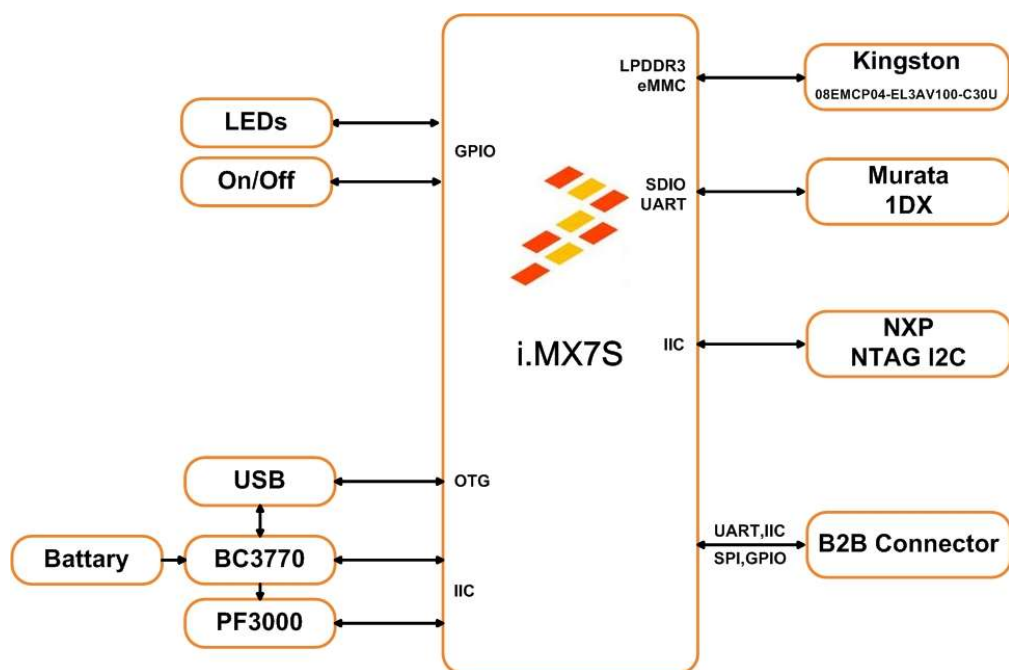 LPDDR3
eMMC
Kingston
08EMCP04-EL3AV100-C30U
LEDs
GPIO
On/Off
SDIO
UART
Murata
1DX
i.MX7S
IIC
NXP
NTAG I2C
USB
OTG
UART,IIC
SPI,GPIO
B2B Connector
Battary
BC3770
IIC
PF3000